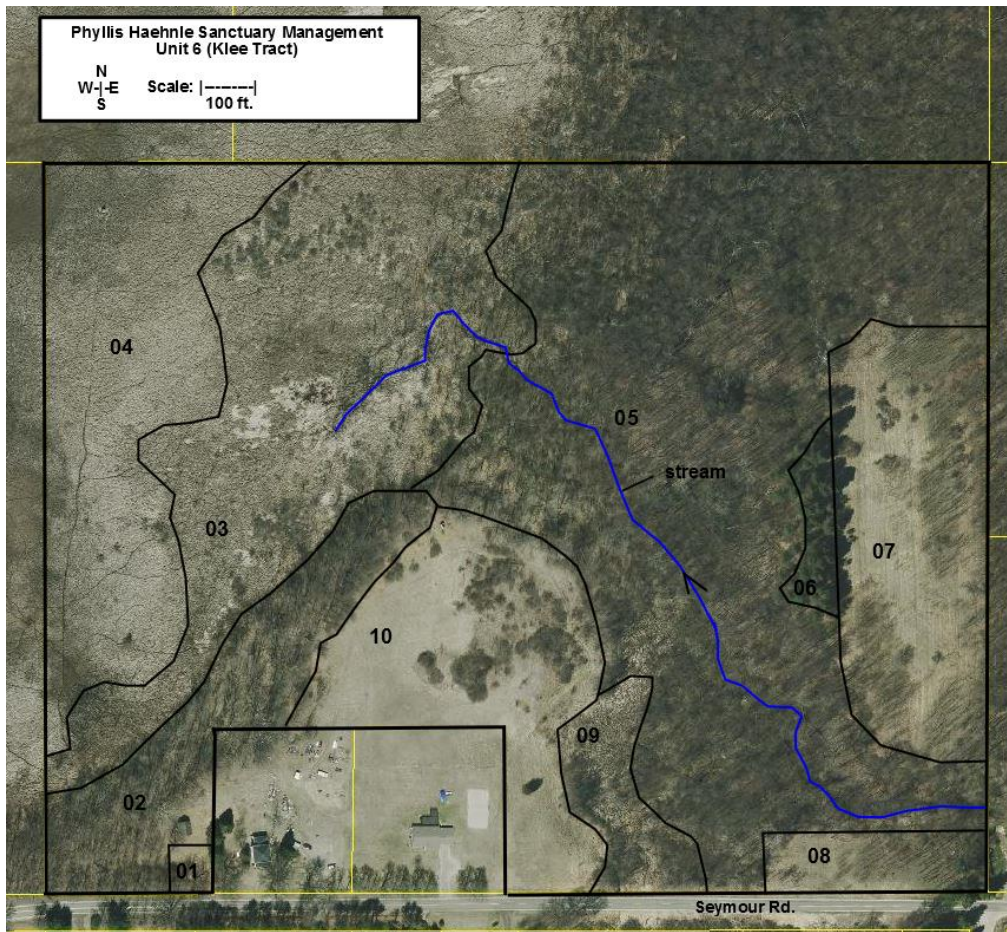 Phyllis Haehnle Sanctuary Management
Unit 6 (Klee Tract)
N
W-|-E
S
Scale: |---------|
100 ft.
04
05
stream
03
07
06
10
09
02
08
01
Seymour Rd.